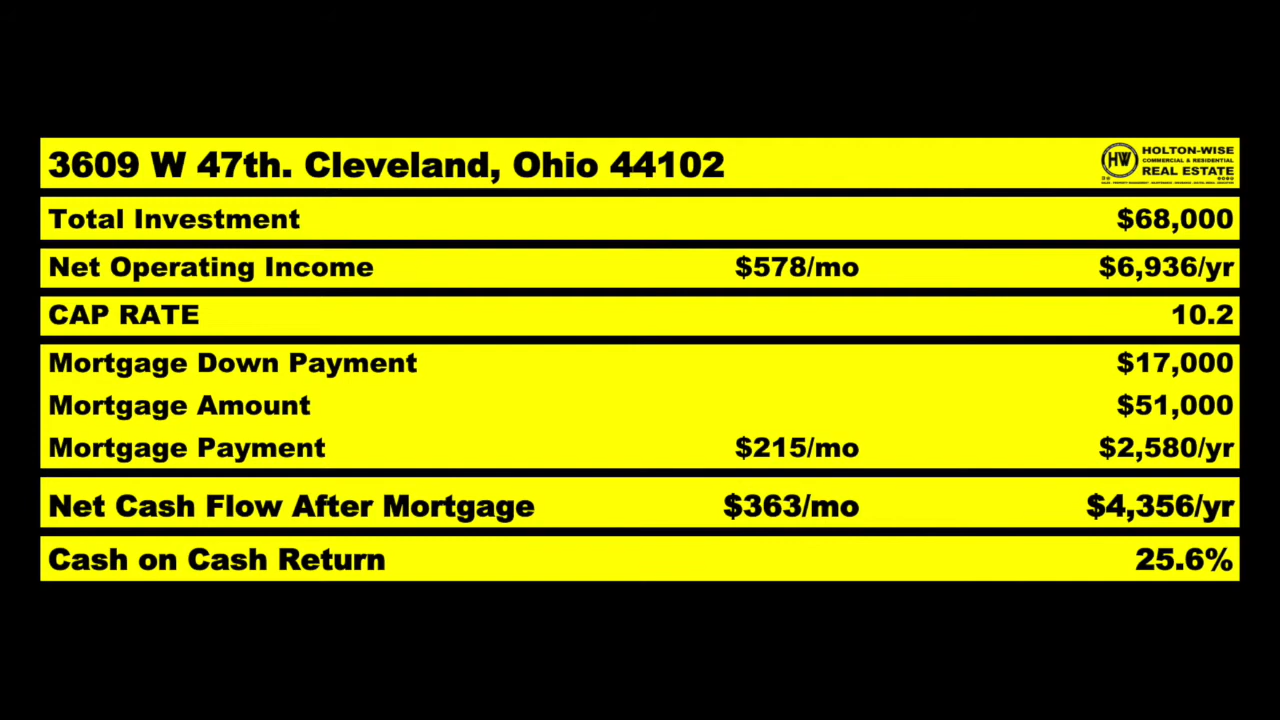 3609 W 47th. Cleveland, Ohio 44102
HW
HOLTON-WISE
COMMERCIAL & RESIDENTIAL
REAL ESTATE
Total Investment $68,000
Net Operating Income $578/mo $6,936/yr
CAP RATE 10.2
Mortgage Down Payment $17,000
Mortgage Amount $51,000
Mortgage Payment $215/mo $2,580/yr
Net Cash Flow After Mortgage $363/mo $4,356/yr
Cash on Cash Return 25.6%